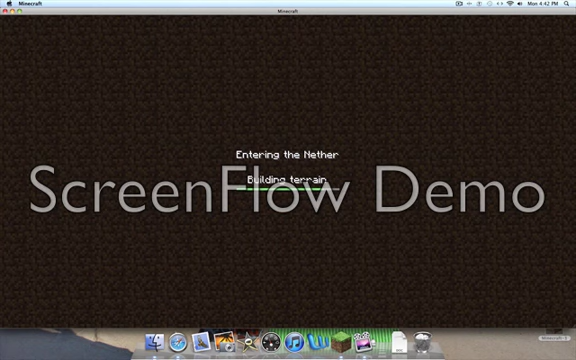 Minecraft
Mon 4:42 PM
Minecraft
Entering the Nether
Building terrain
ScreenFlow Demo